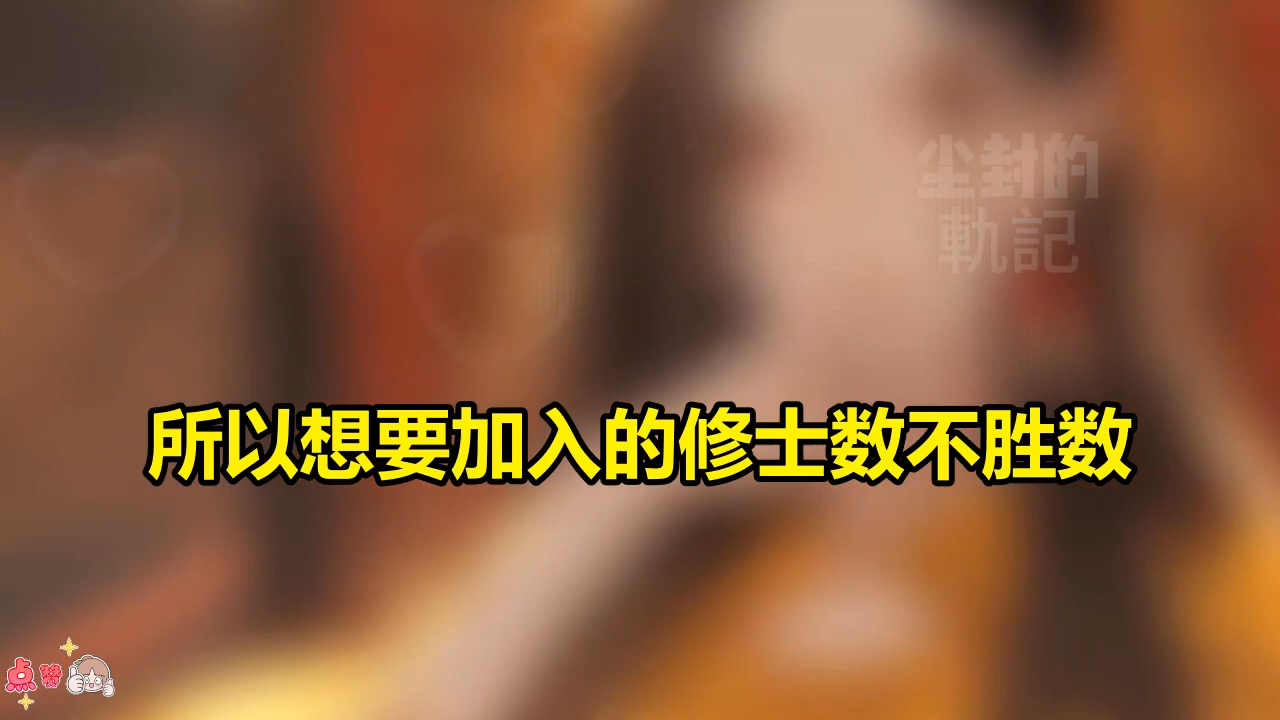 尘封的
軌記
所以想要加入的修士数不胜数
点赞